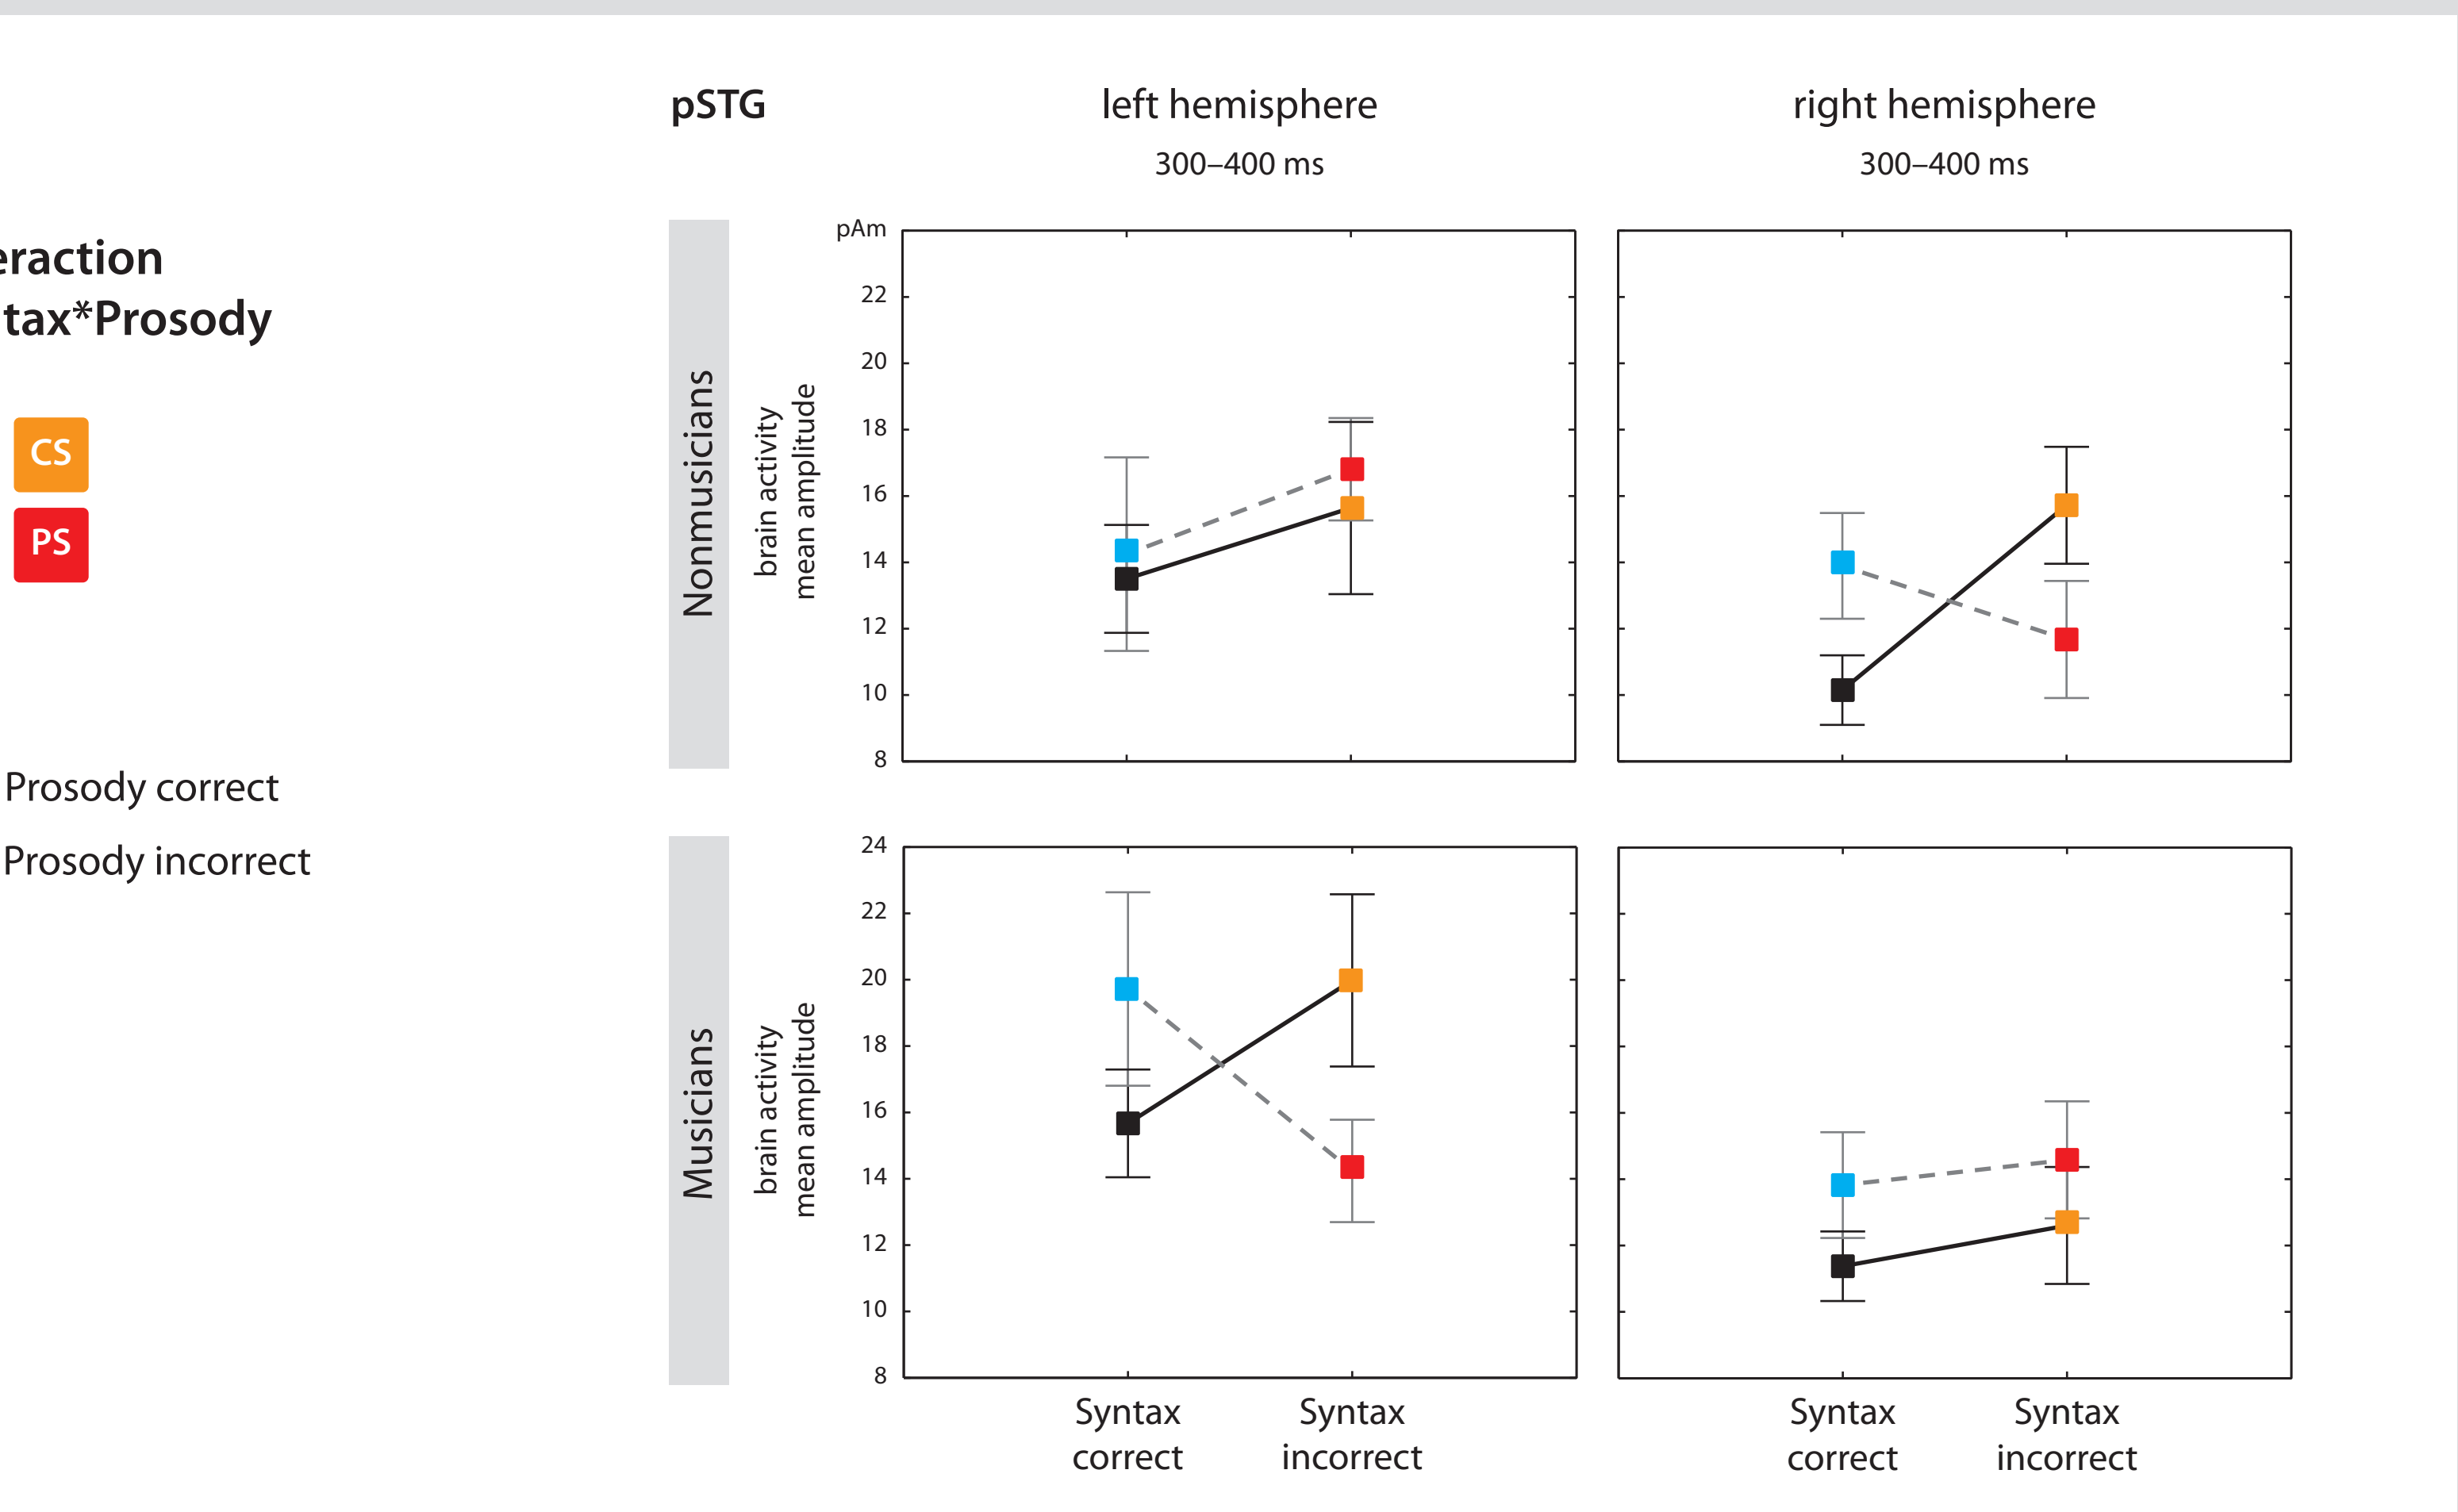 pSTG
left hemisphere
300–400 ms
right hemisphere
300–400 ms
eraction
tax*Prosody
CS
PS
Prosody correct
Prosody incorrect
Nonmusicians
brain activity
mean amplitude
pAm
22
20
18
16
14
12
10
8
Musicians
brain activity
mean amplitude
24
22
20
18
16
14
12
10
8
Syntax
correct
Syntax
incorrect
Syntax
correct
Syntax
incorrect